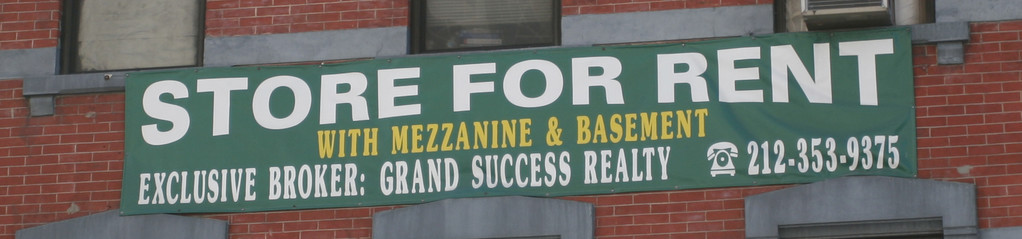 STORE FOR RENT
WITH MEZZANINE & BASEMENT
EXCLUSIVE BROKER: GRAND SUCCESS REALTY 212-353-9375